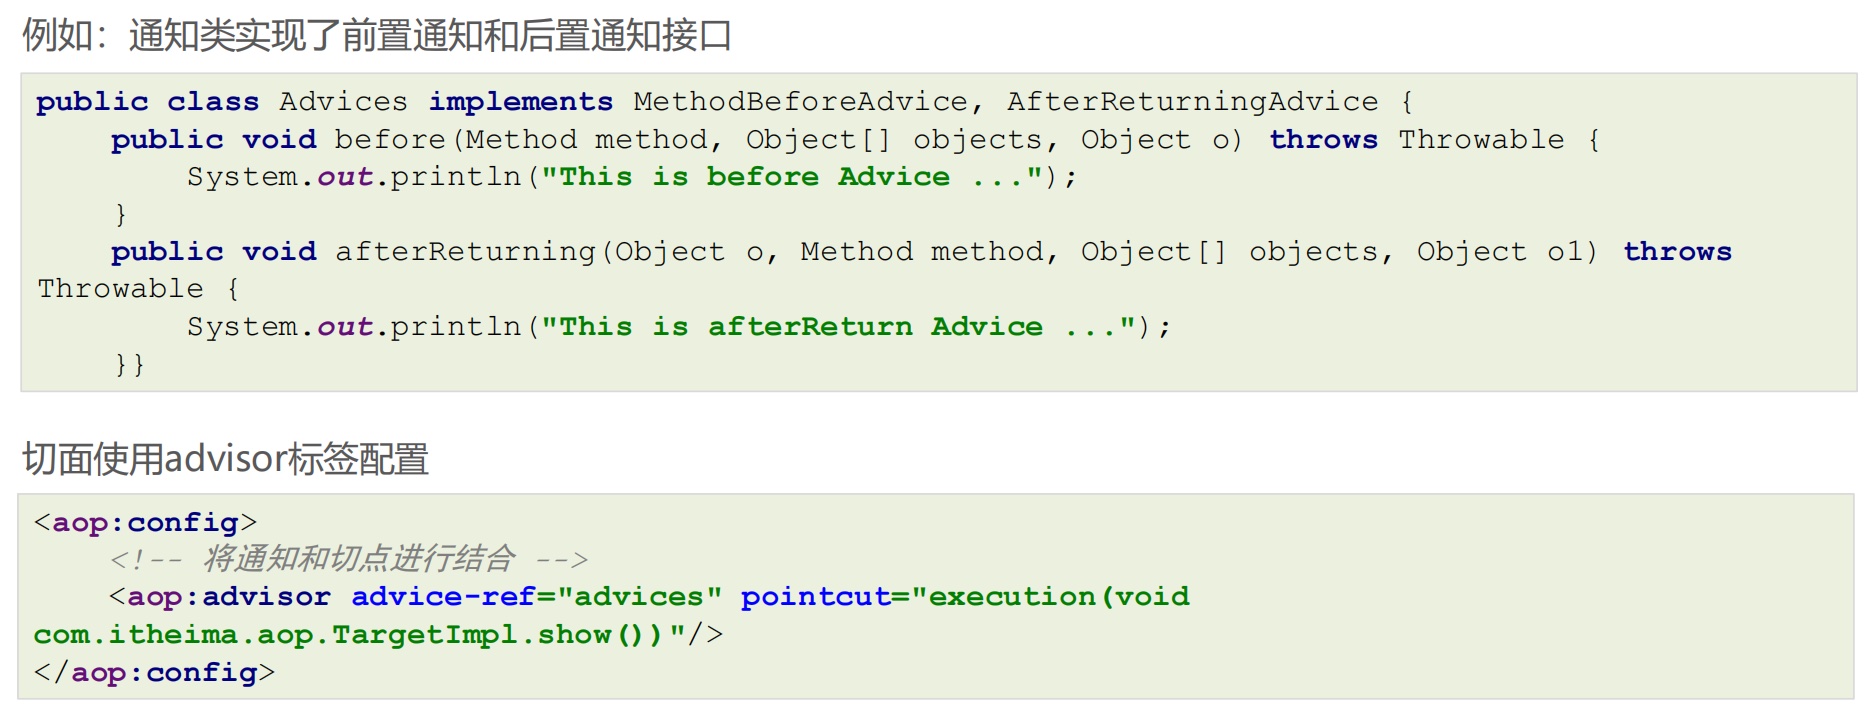 例如：通知类实现了前置通知和后置通知接口
public class Advices implements MethodBeforeAdvice, AfterReturningAdvice {
    public void before(Method method, Object[] objects, Object o) throws Throwable {
        System.out.println("This is before Advice ...");
    }
    public void afterReturning(Object o, Method method, Object[] objects, Object o1) throws
Throwable {
        System.out.println("This is afterReturn Advice ...");
    }}
切面使用advisor标签配置
<aop:config>
    <!-- 将通知和切点进行结合 -->
    <aop:advisor advice-ref="advices" pointcut="execution(void
com.itheima.aop.TargetImpl.show())"/>
</aop:config>